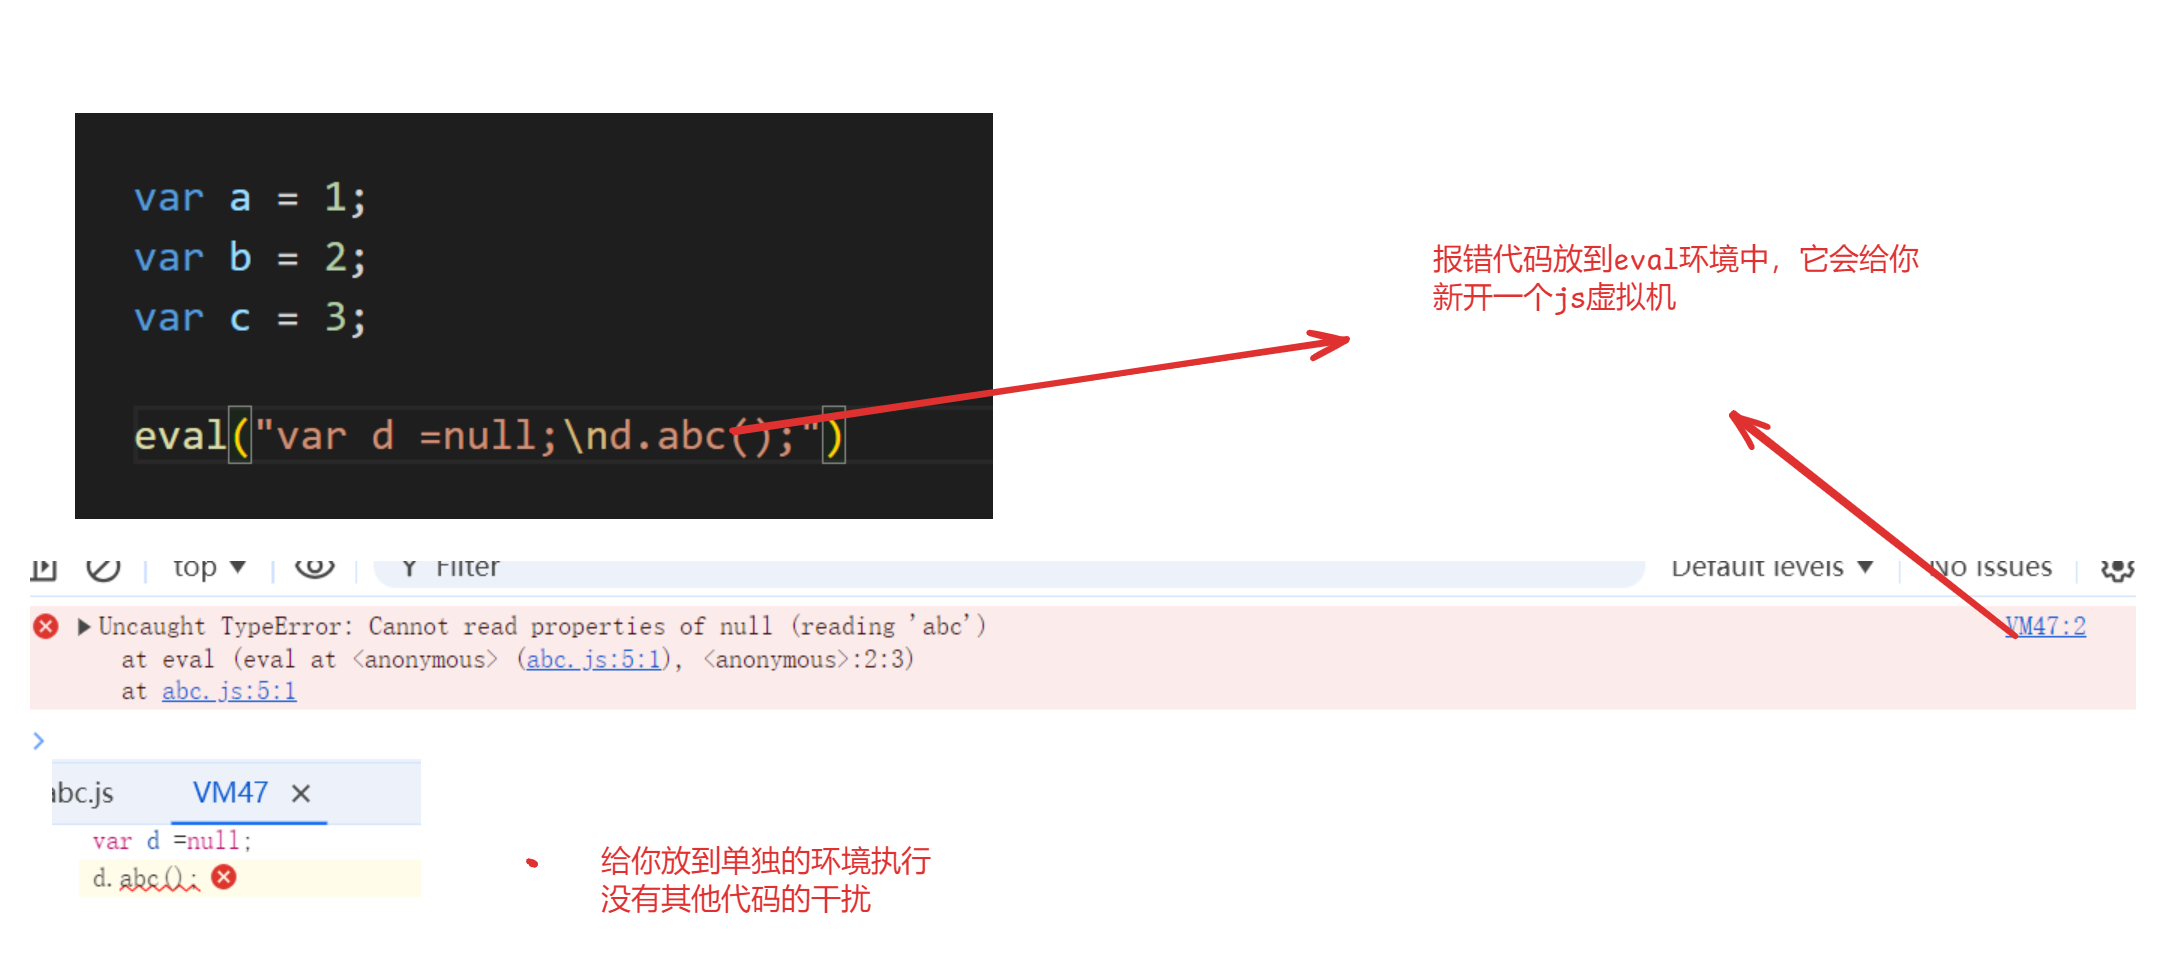 var a = 1;
var b = 2;
var c = 3;
eval("var d =null;\nd.abc();")
报错代码放到eval环境中，它会给你
新开一个js虚拟机
top ▼ Filter Default levels ▼ No Issues
Uncaught TypeError: Cannot read properties of null (reading 'abc') VM47:2
at eval (eval at <anonymous> (abc.js:5:1), <anonymous>:2:3)
at abc.js:5:1
abc.js VM47 ×
var d =null;
d.abc();
给你放到单独的环境执行
没有其他代码的干扰